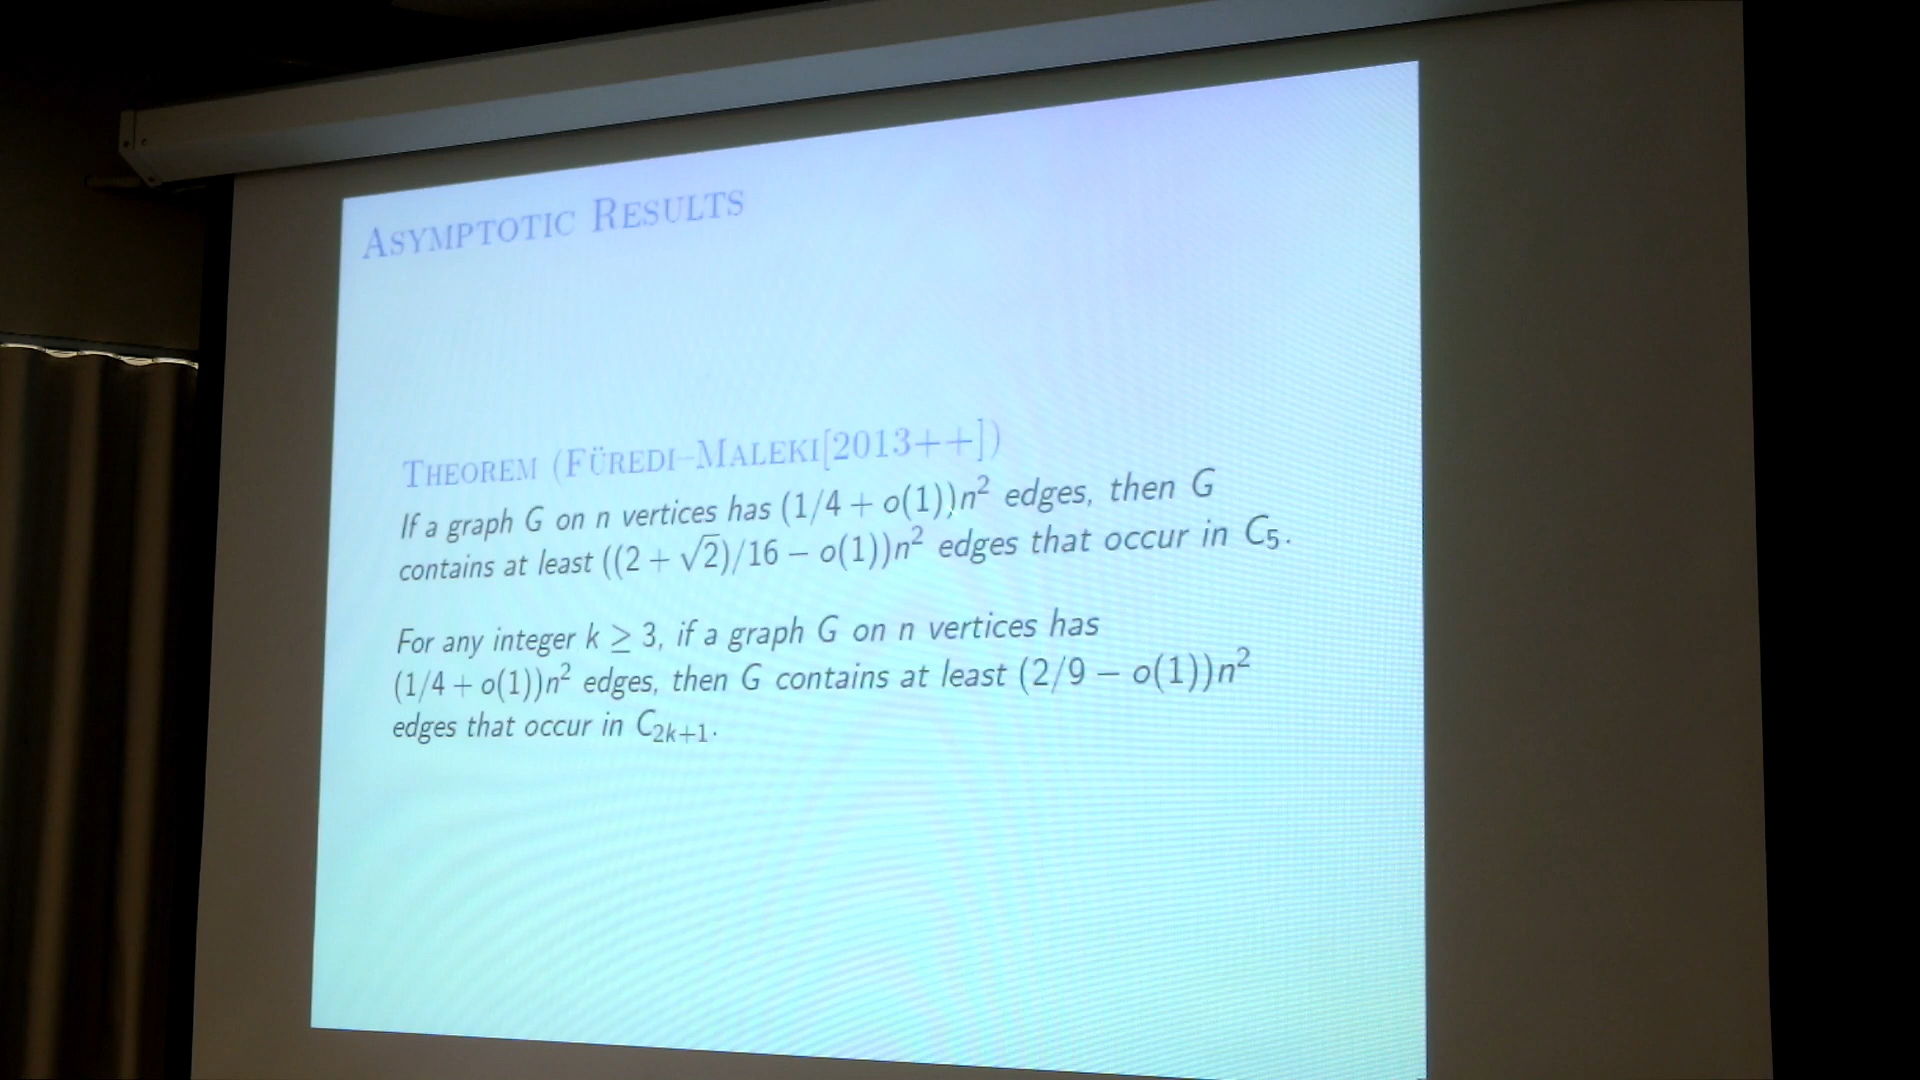 ASYMPTOTIC RESULTS
THEOREM (FÜREDI–MALEKI[2013++])
If a graph G on n vertices has (1/4 + o(1))n² edges, then G
contains at least ((2 + √2)/16 − o(1))n² edges that occur in C₅.
For any integer k ≥ 3, if a graph G on n vertices has
(1/4 + o(1))n² edges, then G contains at least (2/9 − o(1))n²
edges that occur in C₂ₖ₊₁.